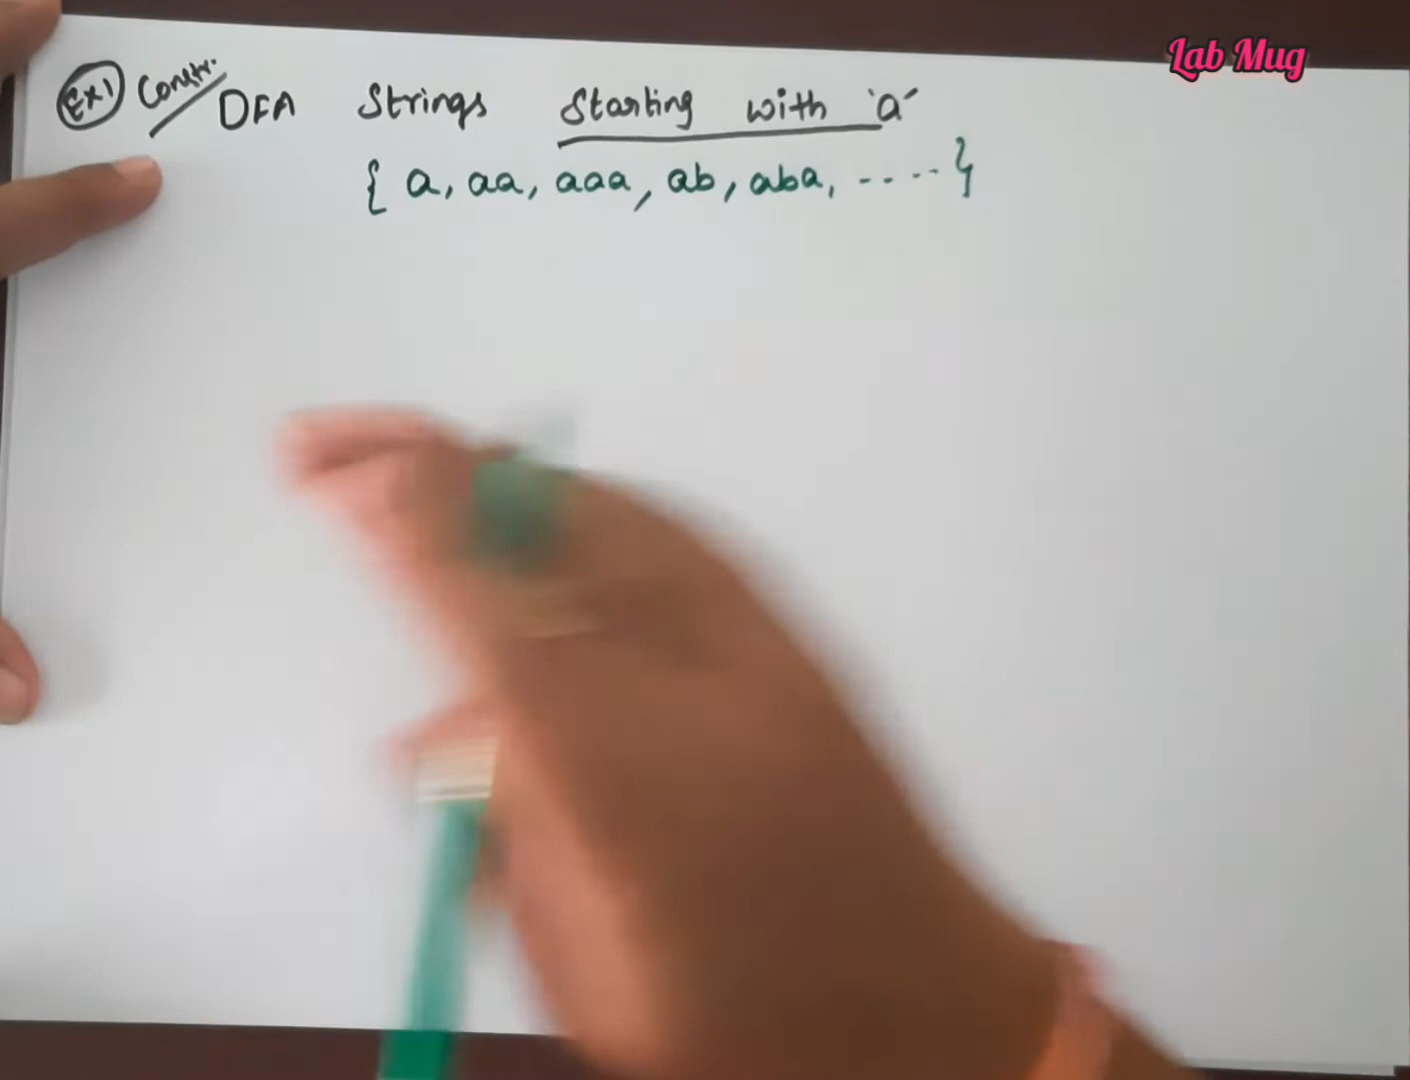 Lab Mug
Ex1 Constr. DFA Strings Starting with 'a'
{ a, aa, aaa, ab, aba, ..... }